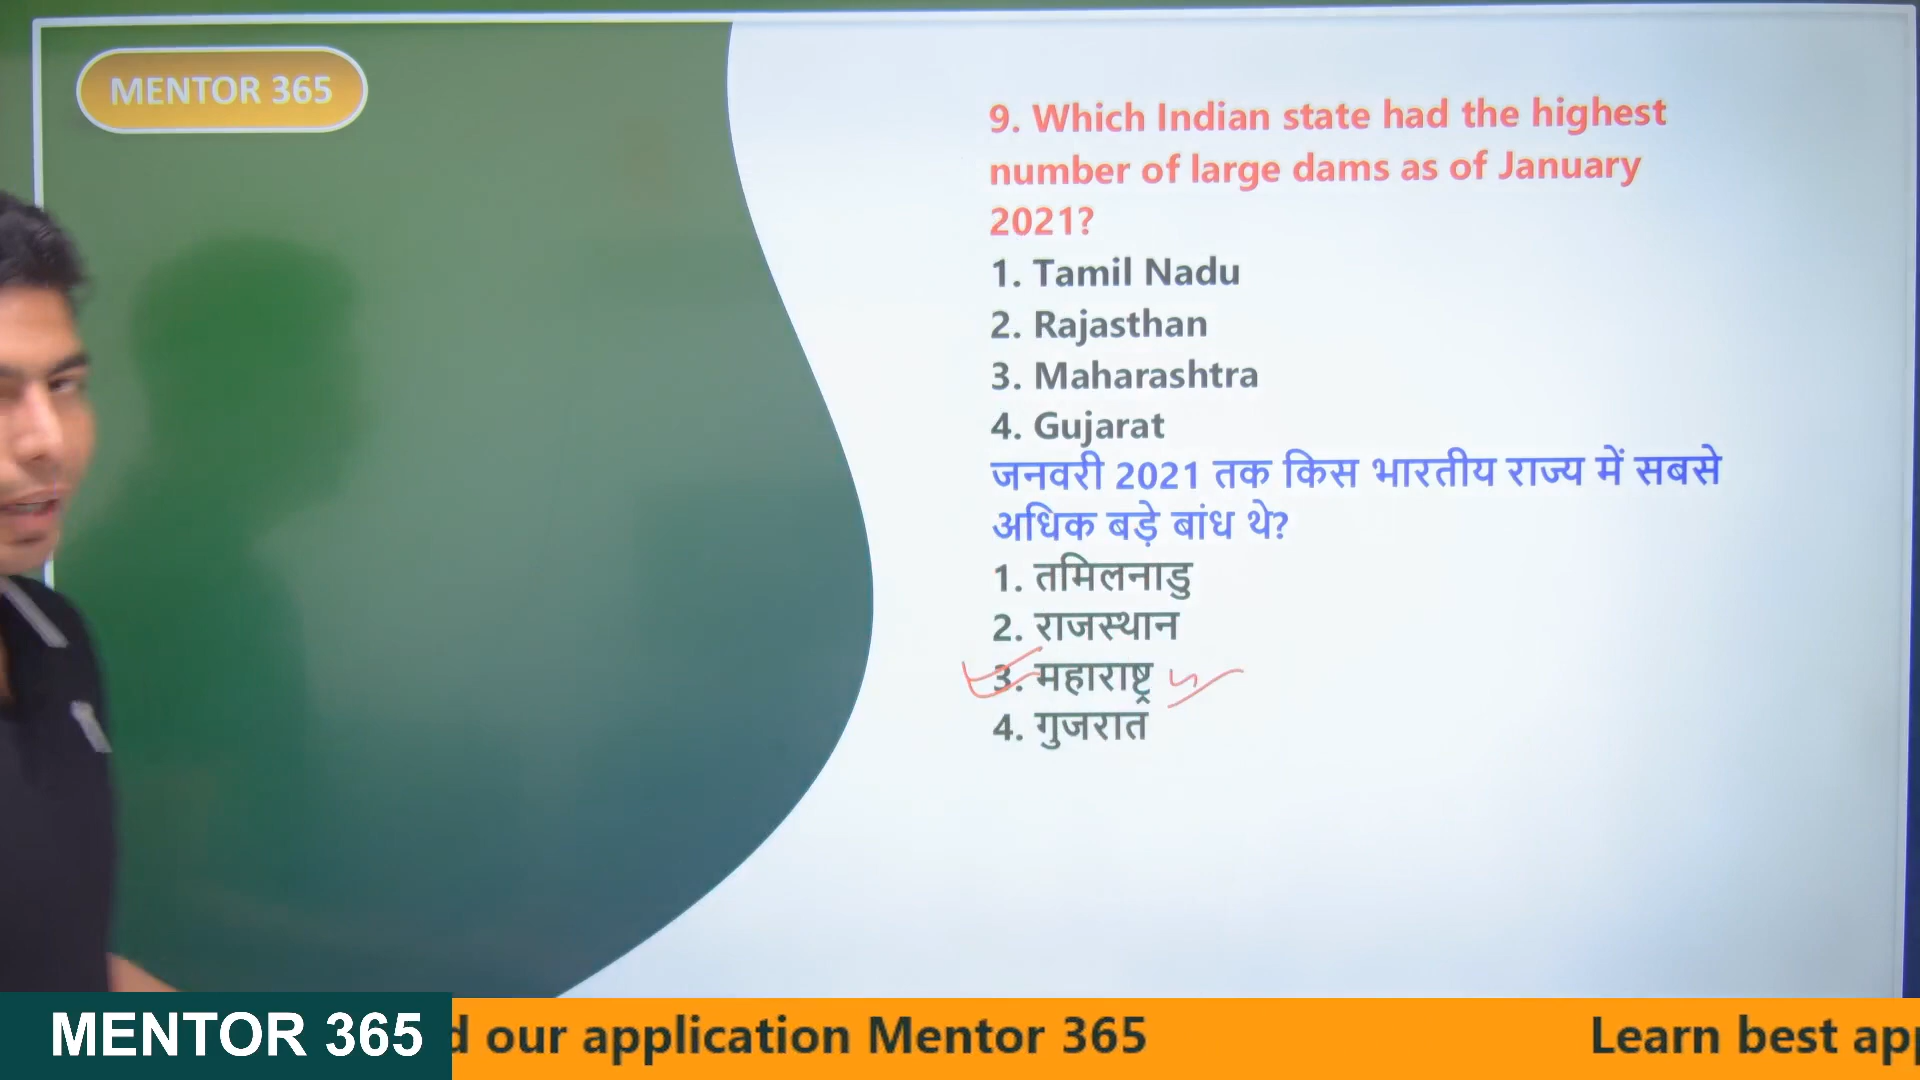 MENTOR 365
9. Which Indian state had the highest
number of large dams as of January
2021?
1. Tamil Nadu
2. Rajasthan
3. Maharashtra
4. Gujarat
जनवरी 2021 तक किस भारतीय राज्य में सबसे
अधिक बड़े बांध थे?
1. तमिलनाडु
2. राजस्थान
3. महाराष्ट्र
4. गुजरात
MENTOR 365
d our application Mentor 365
Learn best app